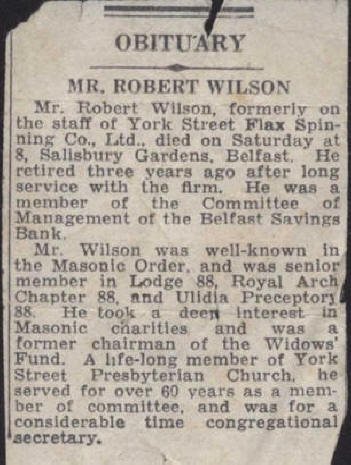 OBITUARY
MR. ROBERT WILSON
Mr. Robert Wilson, formerly on
the staff of York Street Flax Spin-
ning Co., Ltd., died on Saturday at
8, Salisbury Gardens, Belfast. He
retired three years ago after long
service with the firm. He was a
member of the Committee of
Management of the Belfast Savings
Bank.
Mr. Wilson was well-known in
the Masonic Order, and was senior
member in Lodge 88, Royal Arch
Chapter 88, and Ulidia Preceptory
88. He took a deep interest in
Masonic charities and was a
former chairman of the Widows'
Fund. A life-long member of York
Street Presbyterian Church, he
served for over 60 years as a mem-
ber of committee, and was for a
considerable time congregational
secretary.